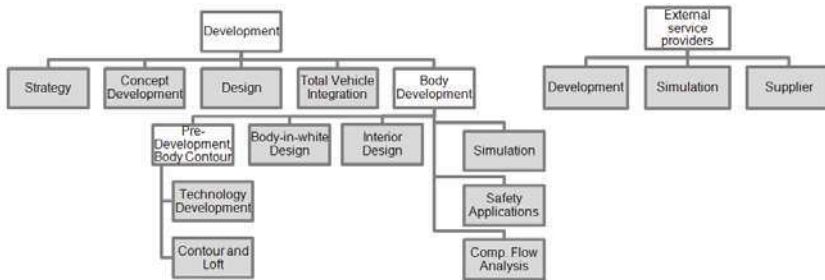 Development
External
service
providers
Strategy
Concept
Development
Design
Total Vehicle
Integration
Body
Development
Development
Simulation
Supplier
Pre-
Development,
Body Contour
Body-in-white
Design
Interior
Design
Simulation
Technology
Development
Safety
Applications
Contour and
Loft
Comp. Flow
Analysis